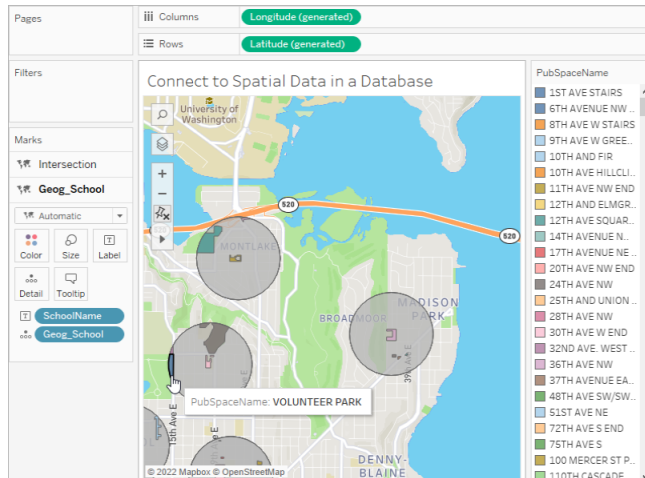 Pages
Columns
Longitude (generated)
Rows
Latitude (generated)
Filters
Marks
Intersection
Geog_School
Automatic
Color
Size
Label
Detail
Tooltip
SchoolName
Geog_School
Connect to Spatial Data in a Database
University of
Washington
520
520
MONTLAKE
MADISON
PARK
BROADMOOR
39th Ave E
PubSpaceName: VOLUNTEER PARK
15th Ave E
DENNY-
BLAINE
© 2022 Mapbox © OpenStreetMap
PubSpaceName
1ST AVE STAIRS
6TH AVENUE NW ..
8TH AVE W STAIRS
9TH AVE W GREE..
10TH AND FIR
10TH AVE HILLCLI..
11TH AVE NW END
12TH AND ELMGR..
12TH AVE SQUAR..
14TH AVENUE N..
17TH AVENUE NE ..
20TH AVE NW END
24TH AVE NW
25TH AND UNION ..
28TH AVE NW
30TH AVE W END
32ND AVE. WEST ..
36TH AVE NW
37TH AVENUE EA..
48TH AVE SW/SW..
51ST AVE NE
72TH AVE S END
75TH AVE S
100 MERCER ST P..
110TH CASCADE